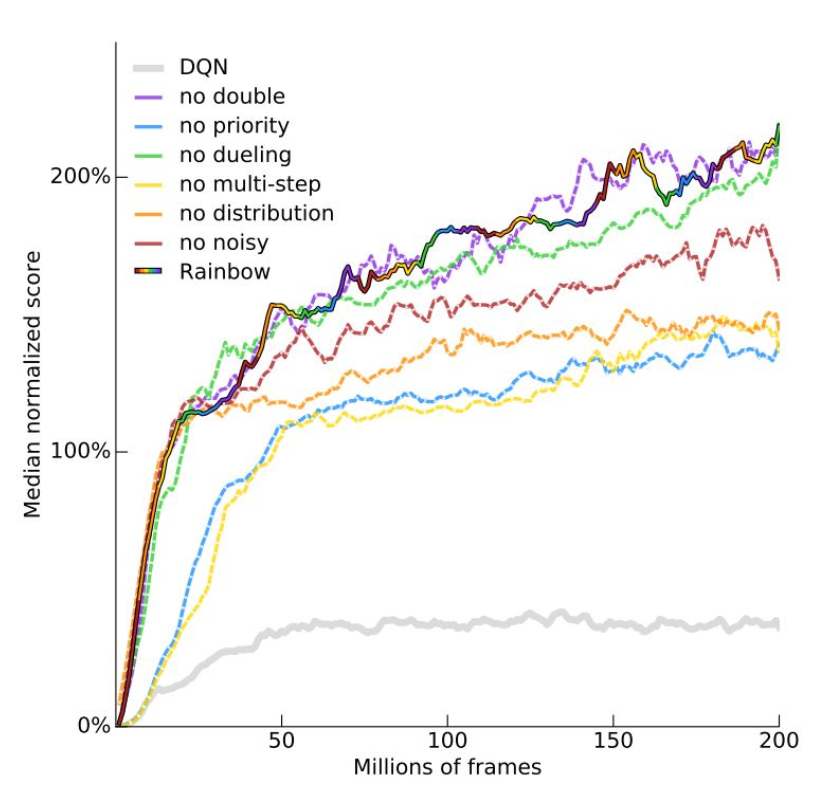 DQN
no double
no priority
no dueling
no multi-step
no distribution
no noisy
Rainbow
200%
100%
0%
50
100
150
200
Millions of frames
Median normalized score